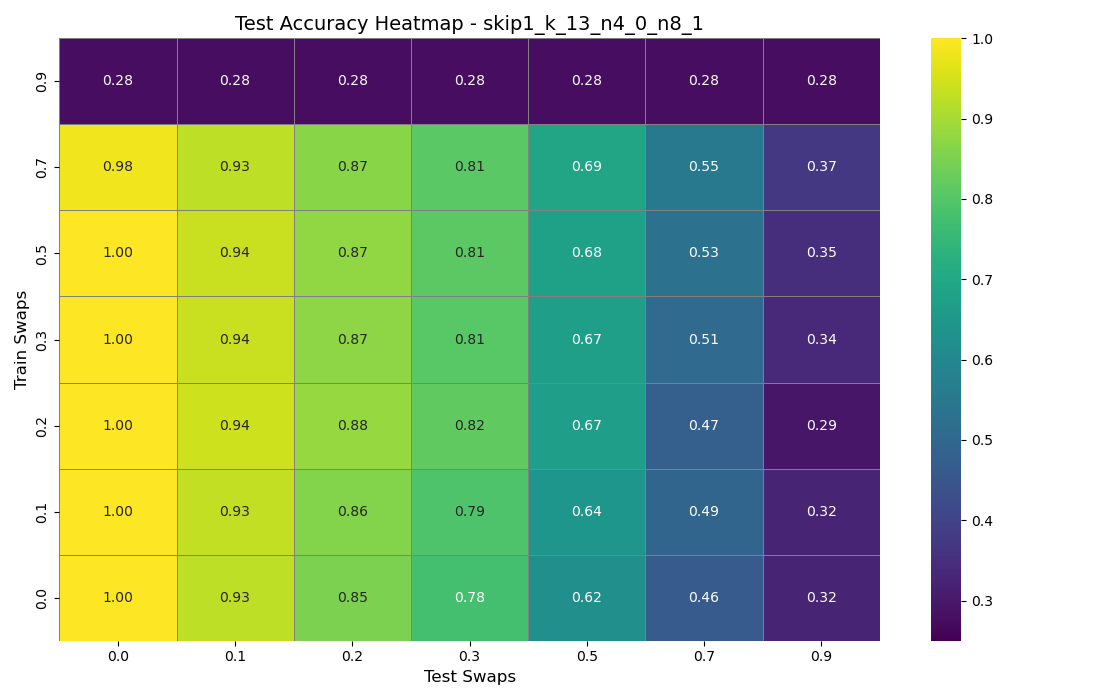 Test Accuracy Heatmap - skip1_k_13_n4_0_n8_1
Train Swaps
0.9 0.28 0.28 0.28 0.28 0.28 0.28 0.28
0.7 0.98 0.93 0.87 0.81 0.69 0.55 0.37
0.5 1.00 0.94 0.87 0.81 0.68 0.53 0.35
0.3 1.00 0.94 0.87 0.81 0.67 0.51 0.34
0.2 1.00 0.94 0.88 0.82 0.67 0.47 0.29
0.1 1.00 0.93 0.86 0.79 0.64 0.49 0.32
0.0 1.00 0.93 0.85 0.78 0.62 0.46 0.32
0.0 0.1 0.2 0.3 0.5 0.7 0.9
Test Swaps
1.0
0.9
0.8
0.7
0.6
0.5
0.4
0.3